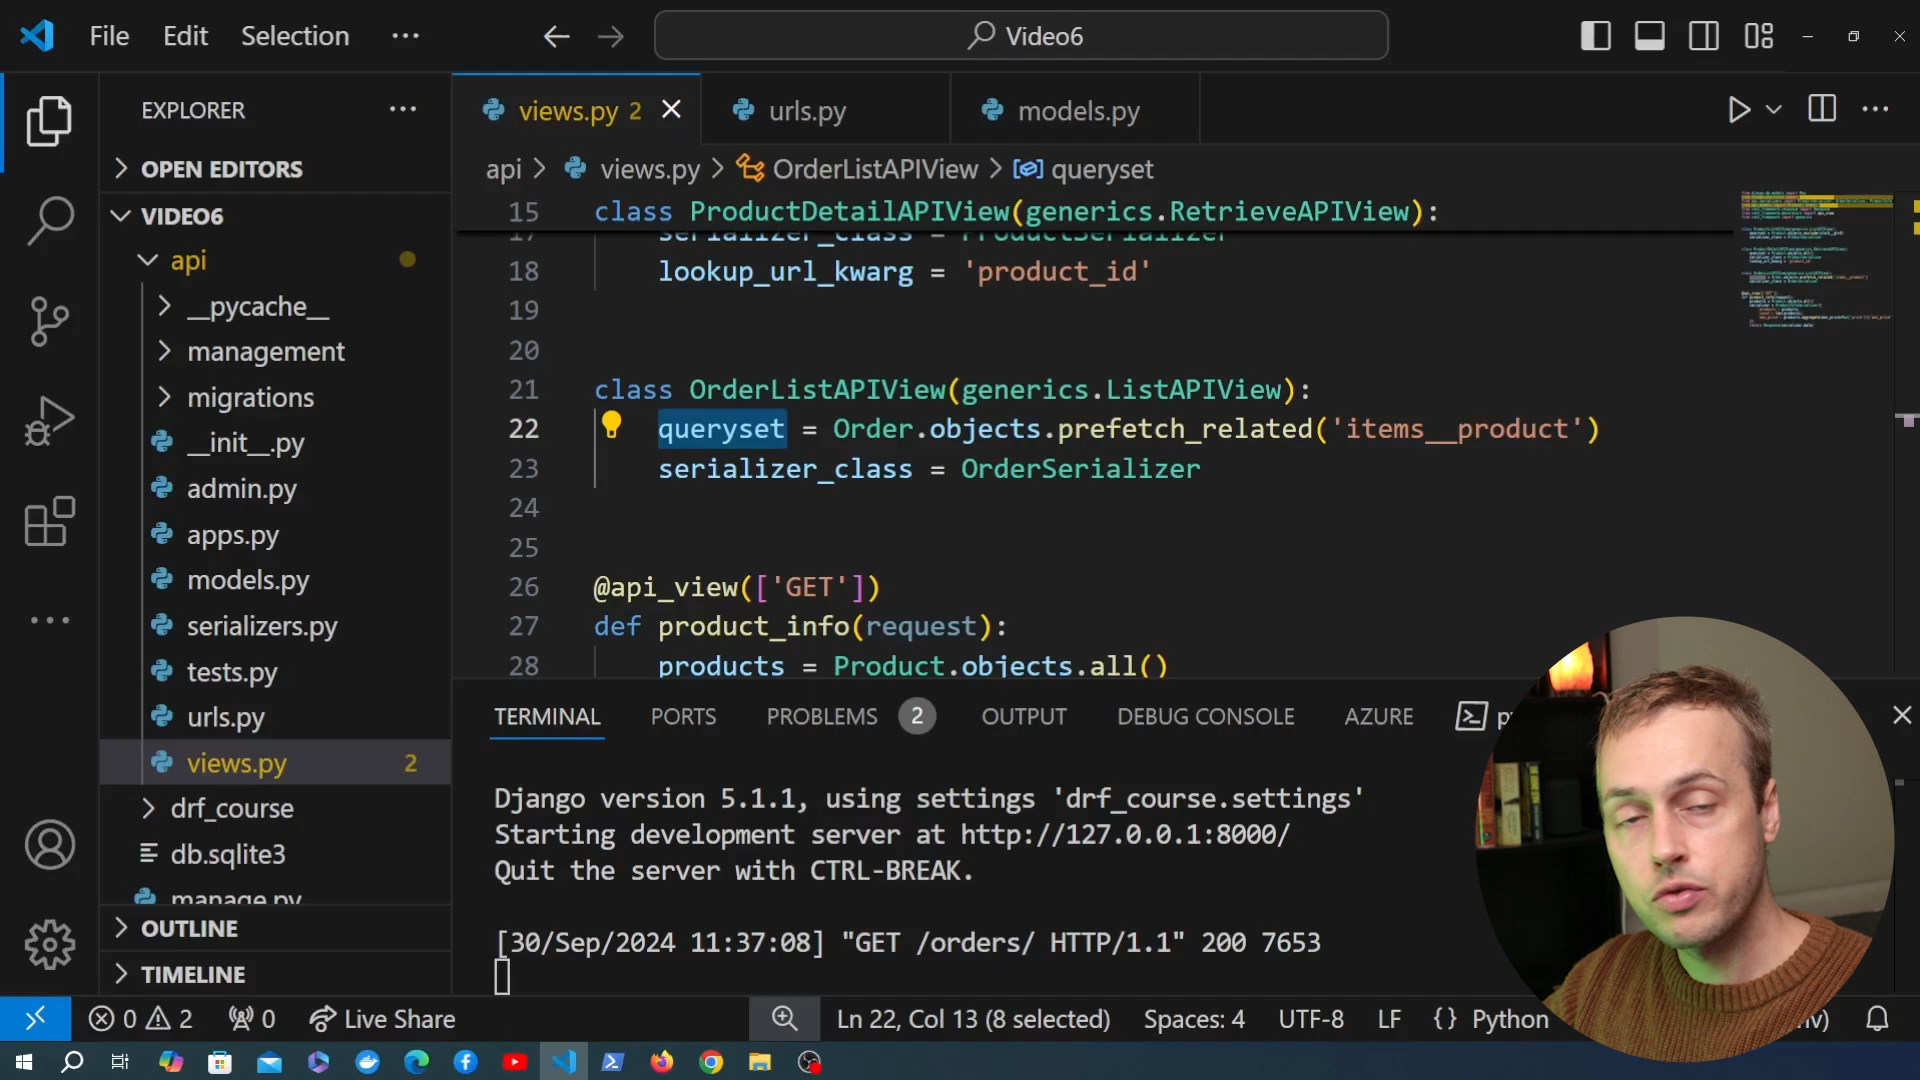 File Edit Selection ···
Video6
EXPLORER ···
OPEN EDITORS
VIDEO6
api
__pycache__
management
migrations
__init__.py
admin.py
apps.py
models.py
serializers.py
tests.py
urls.py
views.py 2
drf_course
db.sqlite3
manage.py
OUTLINE
TIMELINE
views.py 2
urls.py
models.py
api > views.py > OrderListAPIView > queryset
15 class ProductDetailAPIView(generics.RetrieveAPIView):
17 serializer_class = ProductSerializer
18 lookup_url_kwarg = 'product_id'
19
20
21 class OrderListAPIView(generics.ListAPIView):
22 queryset = Order.objects.prefetch_related('items__product')
23 serializer_class = OrderSerializer
24
25
26 @api_view(['GET'])
27 def product_info(request):
28 products = Product.objects.all()
TERMINAL PORTS PROBLEMS 2 OUTPUT DEBUG CONSOLE AZURE
Django version 5.1.1, using settings 'drf_course.settings'
Starting development server at http://127.0.0.1:8000/
Quit the server with CTRL-BREAK.
[30/Sep/2024 11:37:08] "GET /orders/ HTTP/1.1" 200 7653
0 2 0 Live Share Ln 22, Col 13 (8 selected) Spaces: 4 UTF-8 LF {} Python